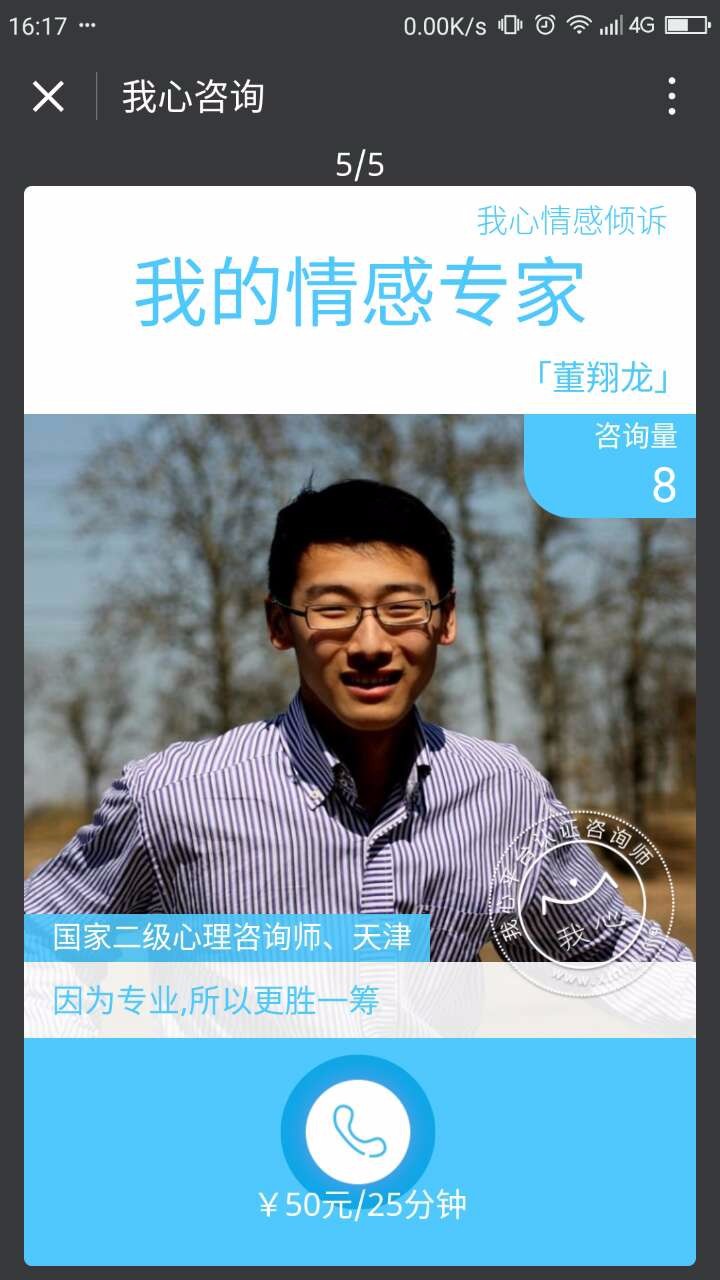 16:17 ···
0.00K/s 4G
我心咨询
5/5
我心情感倾诉
我的情感专家
「董翔龙」
咨询量
8
我心平台认证咨询师
我心
国家二级心理咨询师、天津
因为专业,所以更胜一筹
￥50元/25分钟